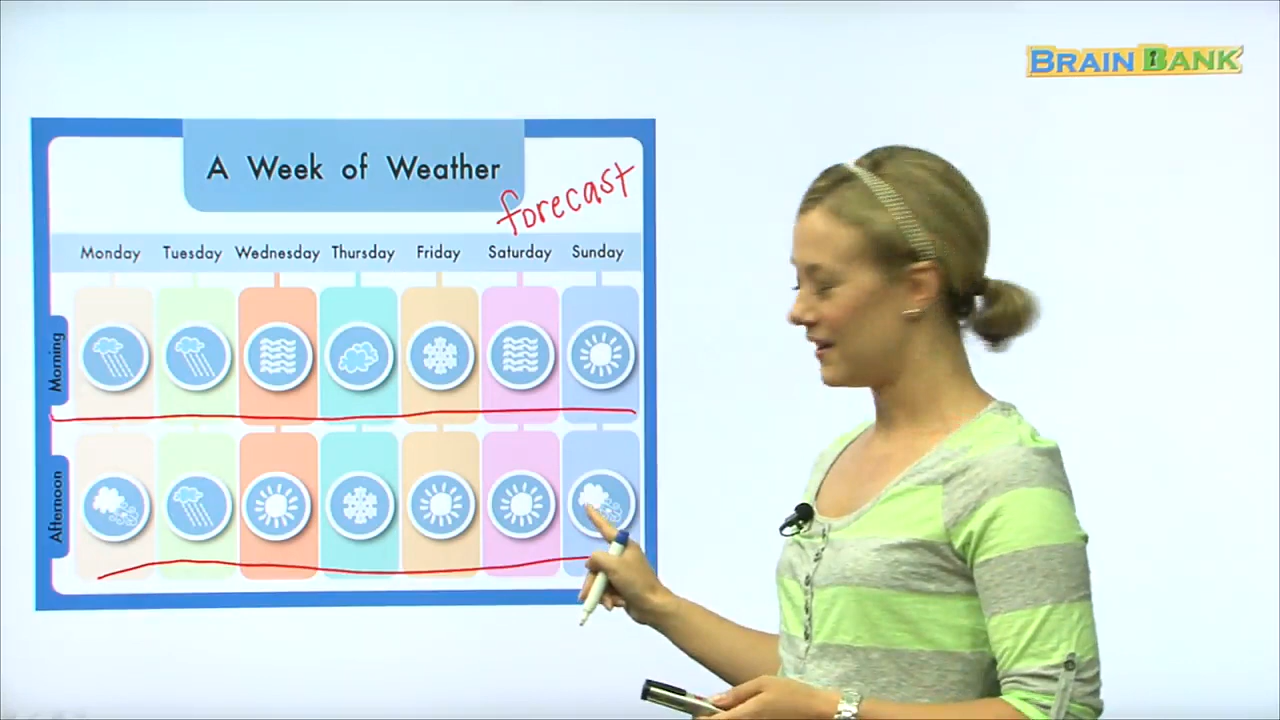 BRAIN BANK
A Week of Weather
forecast
Monday Tuesday Wednesday Thursday Friday Saturday Sunday
Morning
Afternoon